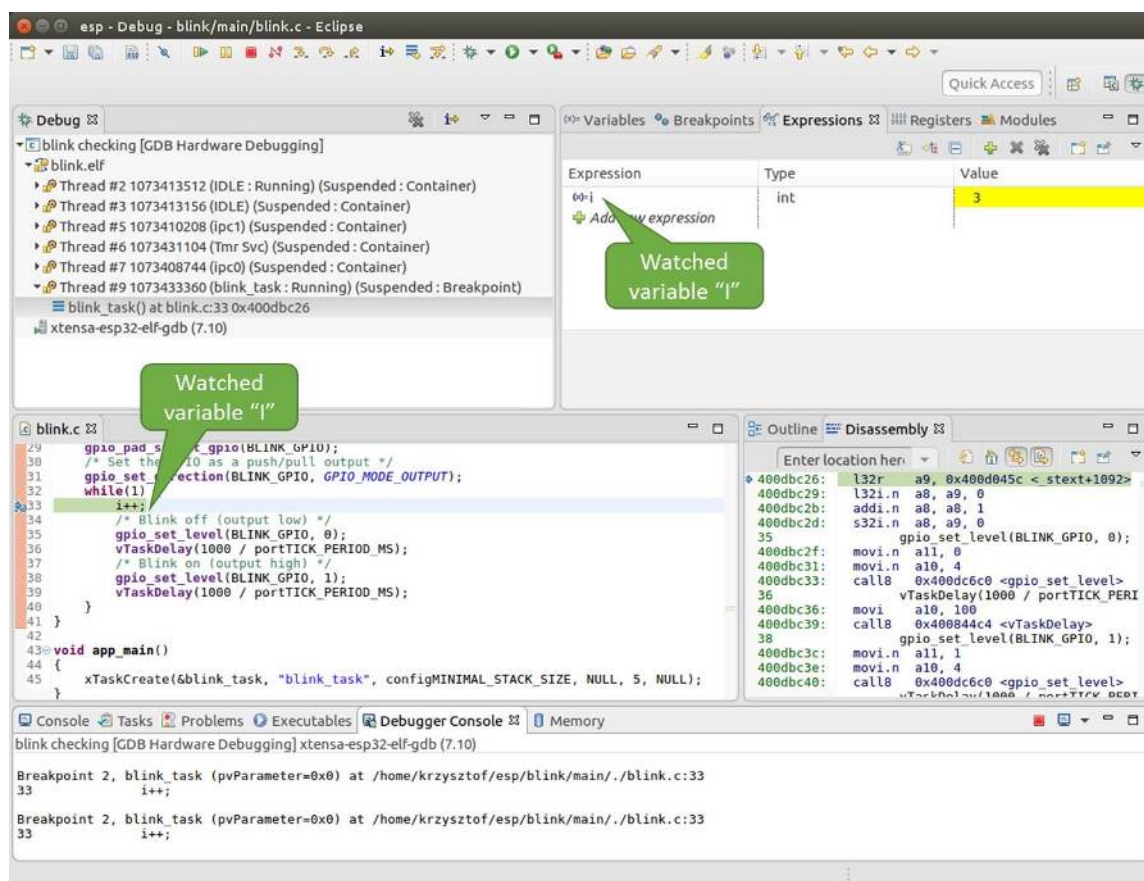 esp - Debug - blink/main/blink.c - Eclipse
Quick Access
Debug
blink checking [GDB Hardware Debugging]
blink.elf
Thread #2 1073413512 (IDLE : Running) (Suspended : Container)
Thread #3 1073413156 (IDLE) (Suspended : Container)
Thread #5 1073410208 (ipc1) (Suspended : Container)
Thread #6 1073431104 (Tmr Svc) (Suspended : Container)
Thread #7 1073408744 (ipc0) (Suspended : Container)
Thread #9 1073433360 (blink_task : Running) (Suspended : Breakpoint)
blink_task() at blink.c:33 0x400dbc26
xtensa-esp32-elf-gdb (7.10)
(x)= Variables Breakpoints Expressions Registers Modules
Expression Type Value
(x)= i int 3
Add new expression
Watched
variable "I"
Watched
variable "I"
blink.c
29 gpio_pad_s t_gpio(BLINK_GPIO);
30 /* Set the IO as a push/pull output */
31 gpio_set_ irection(BLINK_GPIO, GPIO_MODE_OUTPUT);
32 while(1)
33 i++;
34 /* Blink off (output low) */
35 gpio_set_level(BLINK_GPIO, 0);
36 vTaskDelay(1000 / portTICK_PERIOD_MS);
37 /* Blink on (output high) */
38 gpio_set_level(BLINK_GPIO, 1);
39 vTaskDelay(1000 / portTICK_PERIOD_MS);
40 }
41 }
42
43 void app_main()
44 {
45 xTaskCreate(&blink_task, "blink_task", configMINIMAL_STACK_SIZE, NULL, 5, NULL);
}
Outline Disassembly
Enter location her
400dbc26: l32r a9, 0x400d045c <_stext+1092>
400dbc29: l32i.n a8, a9, 0
400dbc2b: addi.n a8, a8, 1
400dbc2d: s32i.n a8, a9, 0
35 gpio_set_level(BLINK_GPIO, 0);
400dbc2f: movi.n a11, 0
400dbc31: movi.n a10, 4
400dbc33: call8 0x400dc6c0 <gpio_set_level>
36 vTaskDelay(1000 / portTICK_PERI
400dbc36: movi a10, 100
400dbc39: call8 0x400844c4 <vTaskDelay>
38 gpio_set_level(BLINK_GPIO, 1);
400dbc3c: movi.n a11, 1
400dbc3e: movi.n a10, 4
400dbc40: call8 0x400dc6c0 <gpio_set_level>
vTaskDelay(1000 / portTICK_PERI
Console Tasks Problems Executables Debugger Console Memory
blink checking [GDB Hardware Debugging] xtensa-esp32-elf-gdb (7.10)
Breakpoint 2, blink_task (pvParameter=0x0) at /home/krzysztof/esp/blink/main/./blink.c:33
33 i++;
Breakpoint 2, blink_task (pvParameter=0x0) at /home/krzysztof/esp/blink/main/./blink.c:33
33 i++;